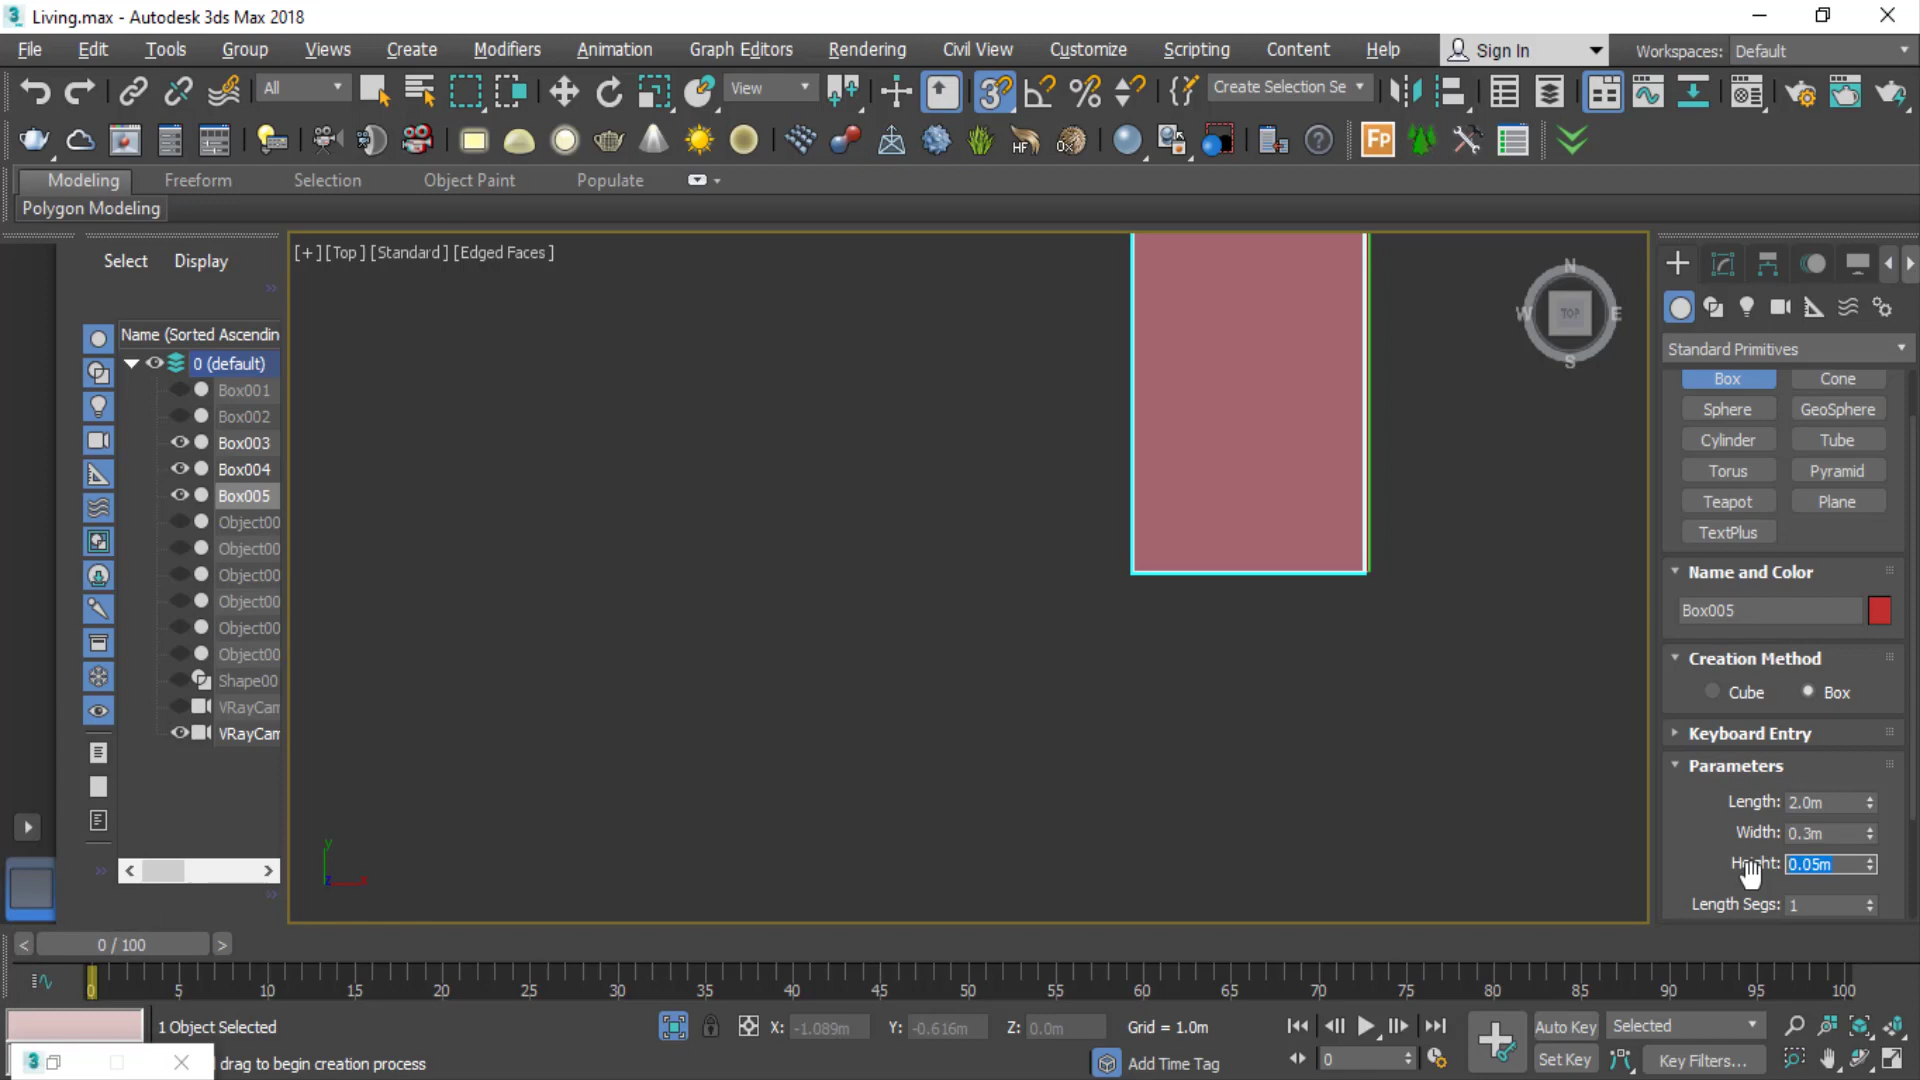 Living.max - Autodesk 3ds Max 2018
File Edit Tools Group Views Create Modifiers Animation Graph Editors Rendering Civil View Customize Scripting Content Help Sign In Workspaces: Default
All View Create Selection Se
Modeling Freeform Selection Object Paint Populate
Polygon Modeling
[+] [Top] [Standard] [Edged Faces]
Select Display
Name (Sorted Ascendin
0 (default)
Box001
Box002
Box003
Box004
Box005
Object00
Object00
Object00
Object00
Object00
Object00
Shape00
VRayCam
VRayCam
N
W TOP E
S
y
z x
Standard Primitives
Box Cone
Sphere GeoSphere
Cylinder Tube
Torus Pyramid
Teapot Plane
TextPlus
Name and Color
Box005
Creation Method
Cube Box
Keyboard Entry
Parameters
Length: 2.0m
Width: 0.3m
Height: 0.05m
Length Segs: 1
< 0 / 100 >
0 5 10 15 20 25 30 35 40 45 50 55 60 65 70 75 80 85 90 95 100
1 Object Selected X: -1.089m Y: -0.616m Z: 0.0m Grid = 1.0m Auto Key Selected
drag to begin creation process Add Time Tag 0 Set Key Key Filters...